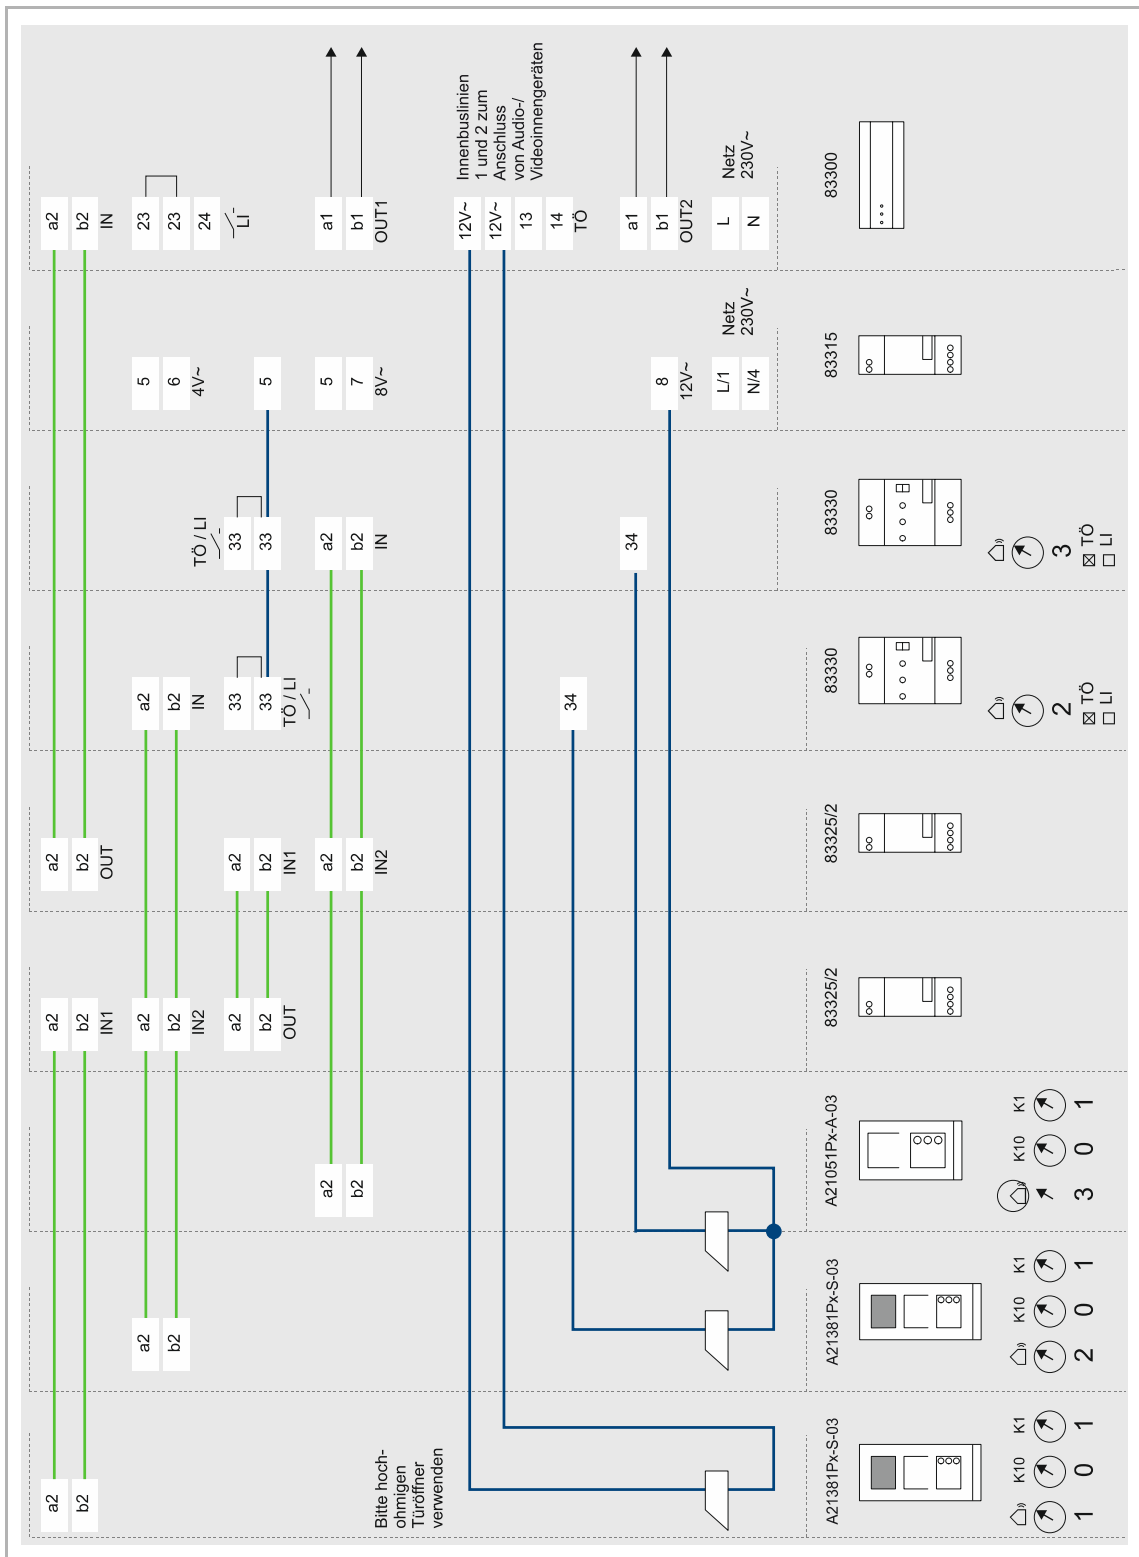 a2
b2
Bitte hoch-
ohmigen
Türöffner
verwenden
A21381Px-S-03
K10 K1
1 0 1
a2
b2
A21381Px-S-03
K10 K1
2 0 1
a2
b2
A21051Px-A-03
K10 K1
3 0 1
a2
b2
IN1
a2
b2
IN2
a2
b2
OUT
83325/2
a2
b2
OUT
a2
b2
IN1
a2
b2
IN2
83325/2
a2
b2
IN
33
33
TÖ / LI
34
83330
2
TÖ
LI
TÖ / LI
33
33
a2
b2
IN
34
83330
3
TÖ
LI
5
6
4V~
5
5
7
8V~
8
12V~
L/1
N/4
Netz
230V~
83315
a2
b2
IN
23
23
24
LI
a1
b1
OUT1
12V~
12V~
13
14
TÖ
Innenbuslinien
1 und 2 zum
Anschluss
von Audio-/
Videoinnengeräten
a1
b1
OUT2
L
N
Netz
230V~
83300